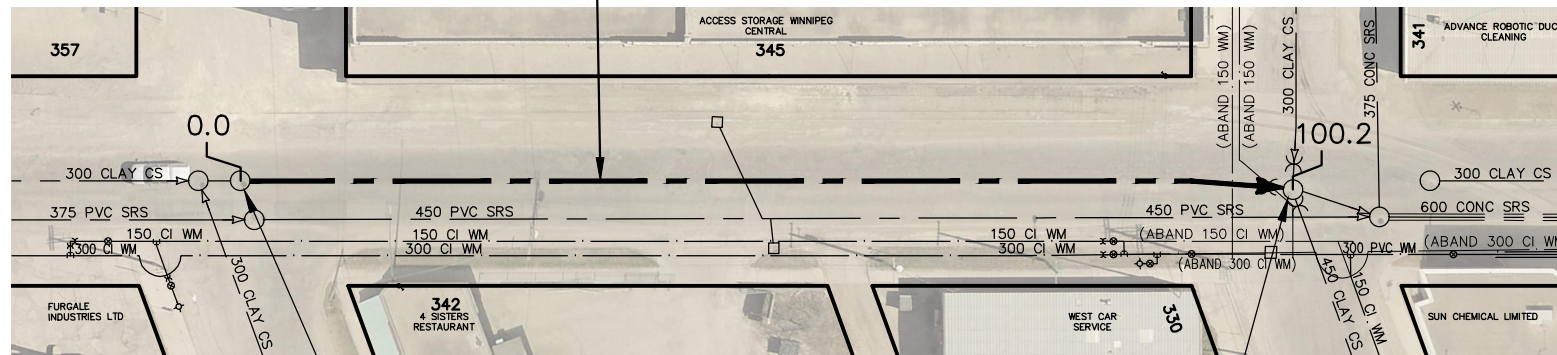 ACCESS STORAGE WINNIPEG
CENTRAL
345
357
341
ADVANCE ROBOTIC DUC
CLEANING
(ABAND 150 WM)
(ABAND 150 WM)
300 CLAY CS
375 CONC SRS
0.0
100.2
300 CLAY CS
300 CLAY CS
375 PVC SRS
450 PVC SRS
450 PVC SRS
600 CONC SRS
150 CI WM
150 CI WM
150 CI WM
(ABAND 150 CI WM)
300 CI WM
300 CI WM
300 CI WM
300 PVC WM
(ABAND 300 CI WM
(ABAND 300 CI WM)
300 CLAY CS
450 CLAY CS
150 CI WM
FURGALE
INDUSTRIES LTD
342
4 SISTERS
RESTAURANT
WEST CAR
SERVICE
330
SUN CHEMICAL LIMITED